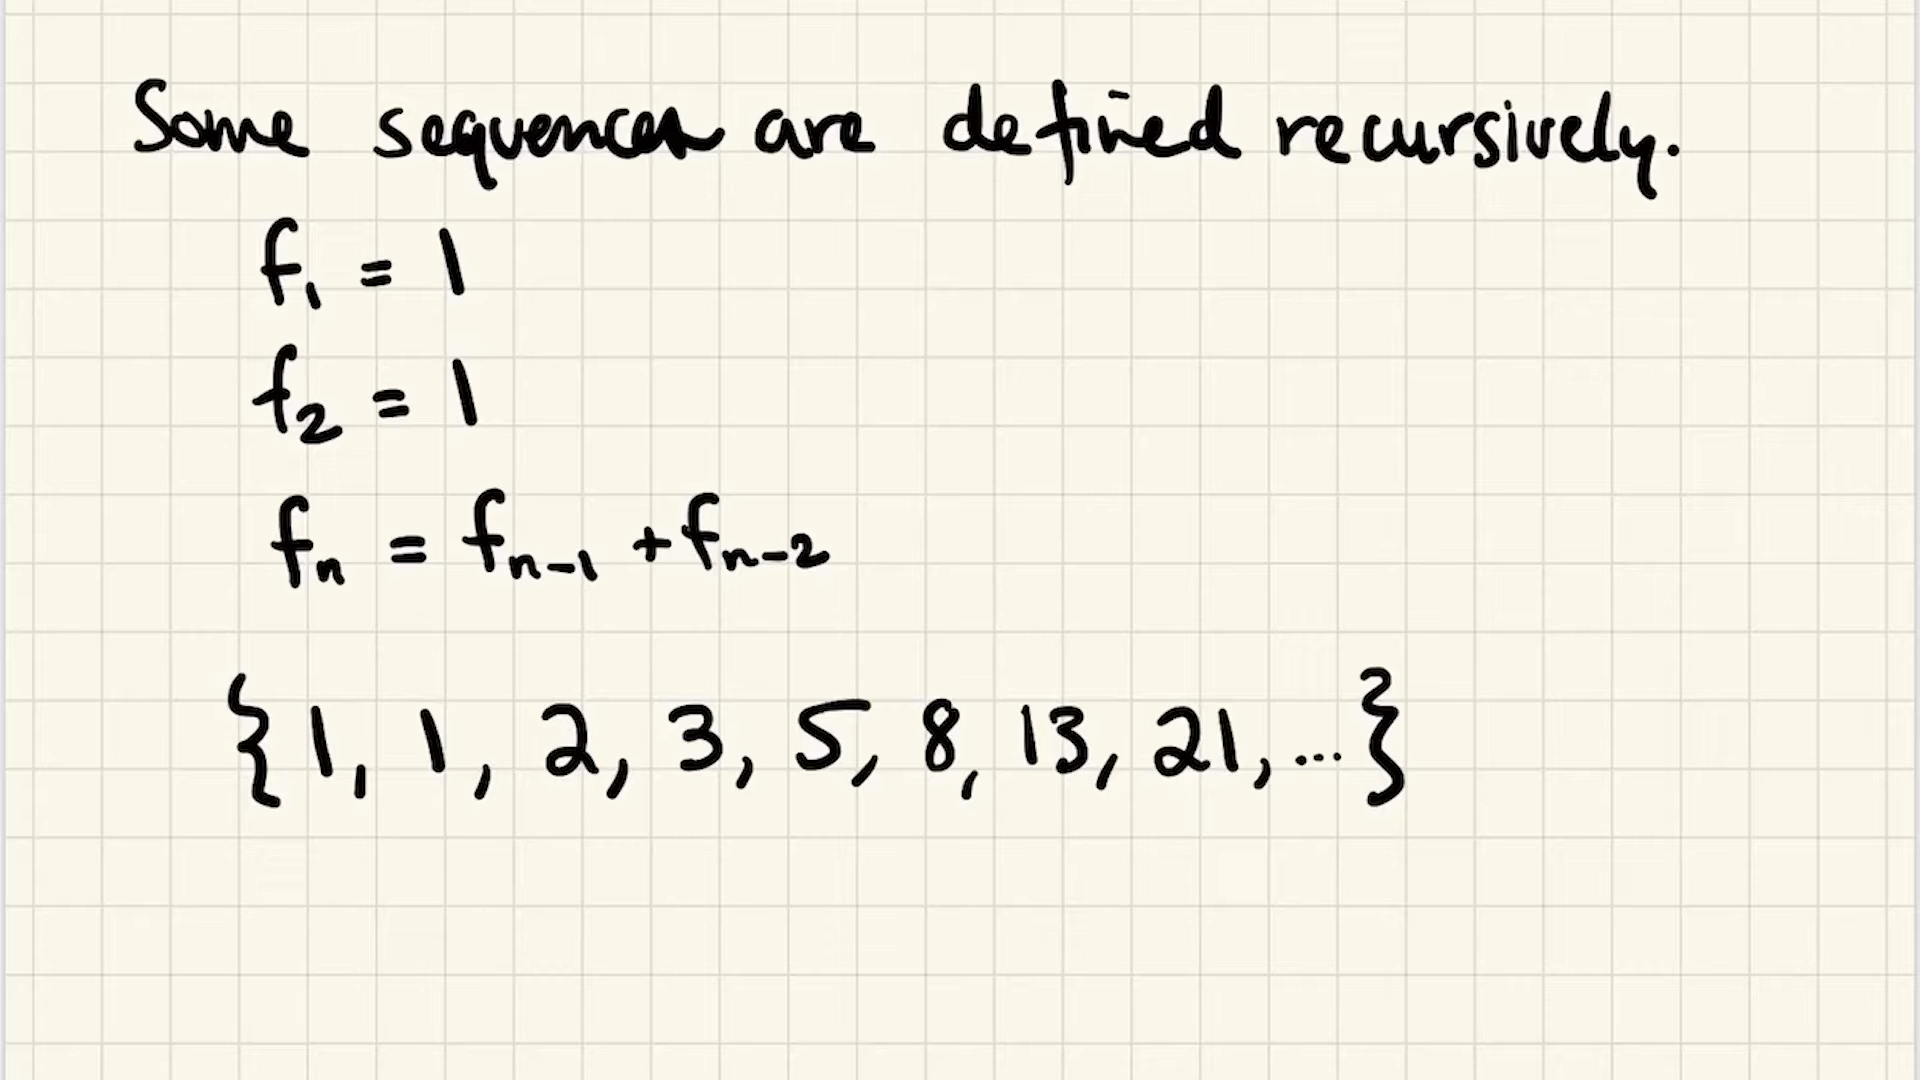 Some sequences are defined recursively.
f₁ = 1
f₂ = 1
fₙ = fₙ₋₁ + fₙ₋₂
{1, 1, 2, 3, 5, 8, 13, 21, ...}